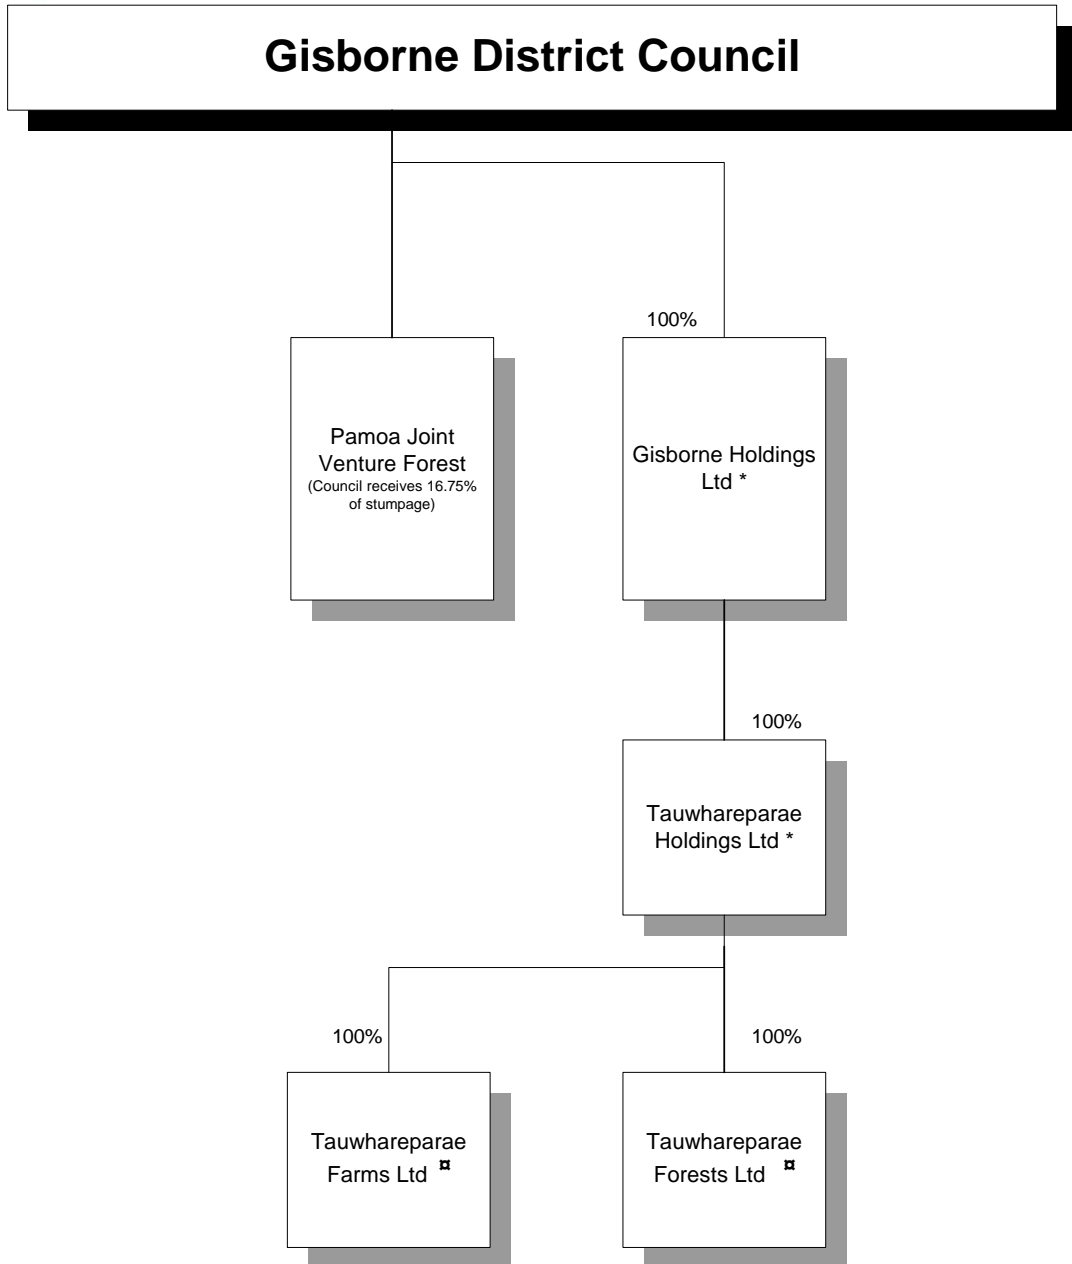 Gisborne District Council
100%
Pamoa Joint
Venture Forest
(Council receives 16.75%
of stumpage)
Gisborne Holdings
Ltd *
100%
Tauwhareparae
Holdings Ltd *
100%
100%
Tauwhareparae
Farms Ltd ¤
Tauwhareparae
Forests Ltd ¤